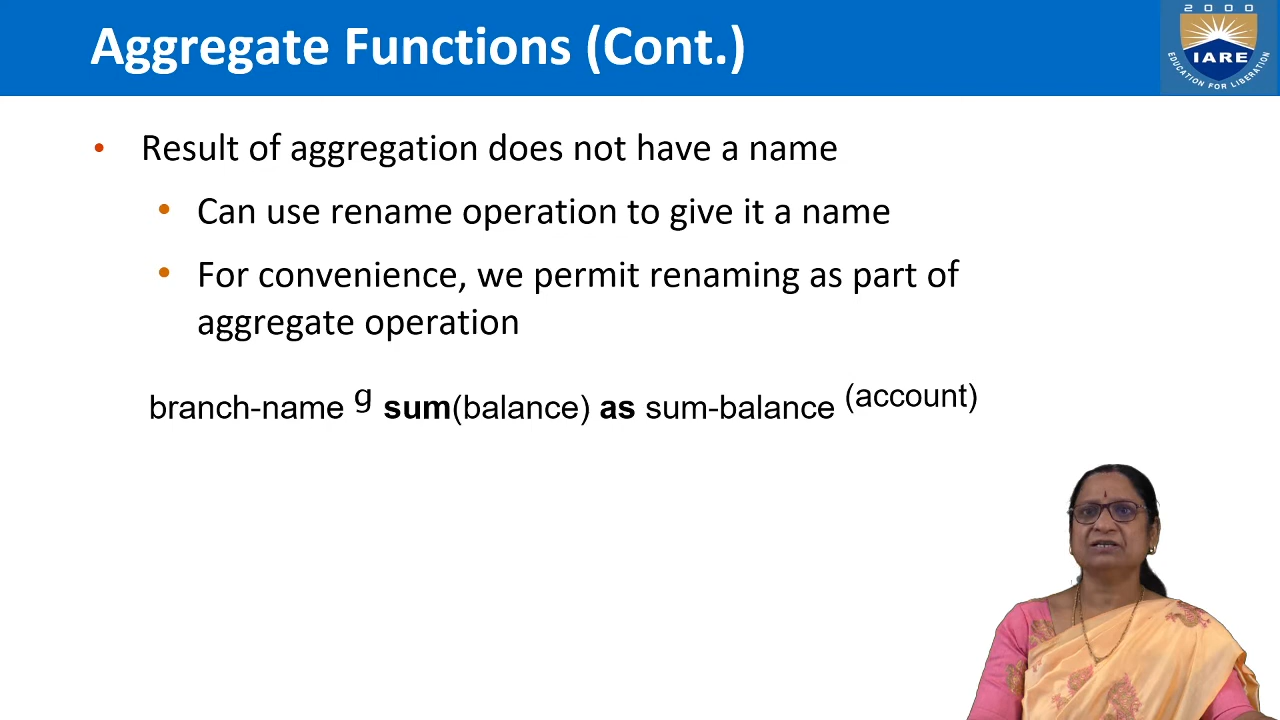 Aggregate Functions (Cont.)
2000
IARE
EDUCATION FOR LIBERATION
• Result of aggregation does not have a name
• Can use rename operation to give it a name
• For convenience, we permit renaming as part of
aggregate operation
branch-name g sum(balance) as sum-balance (account)